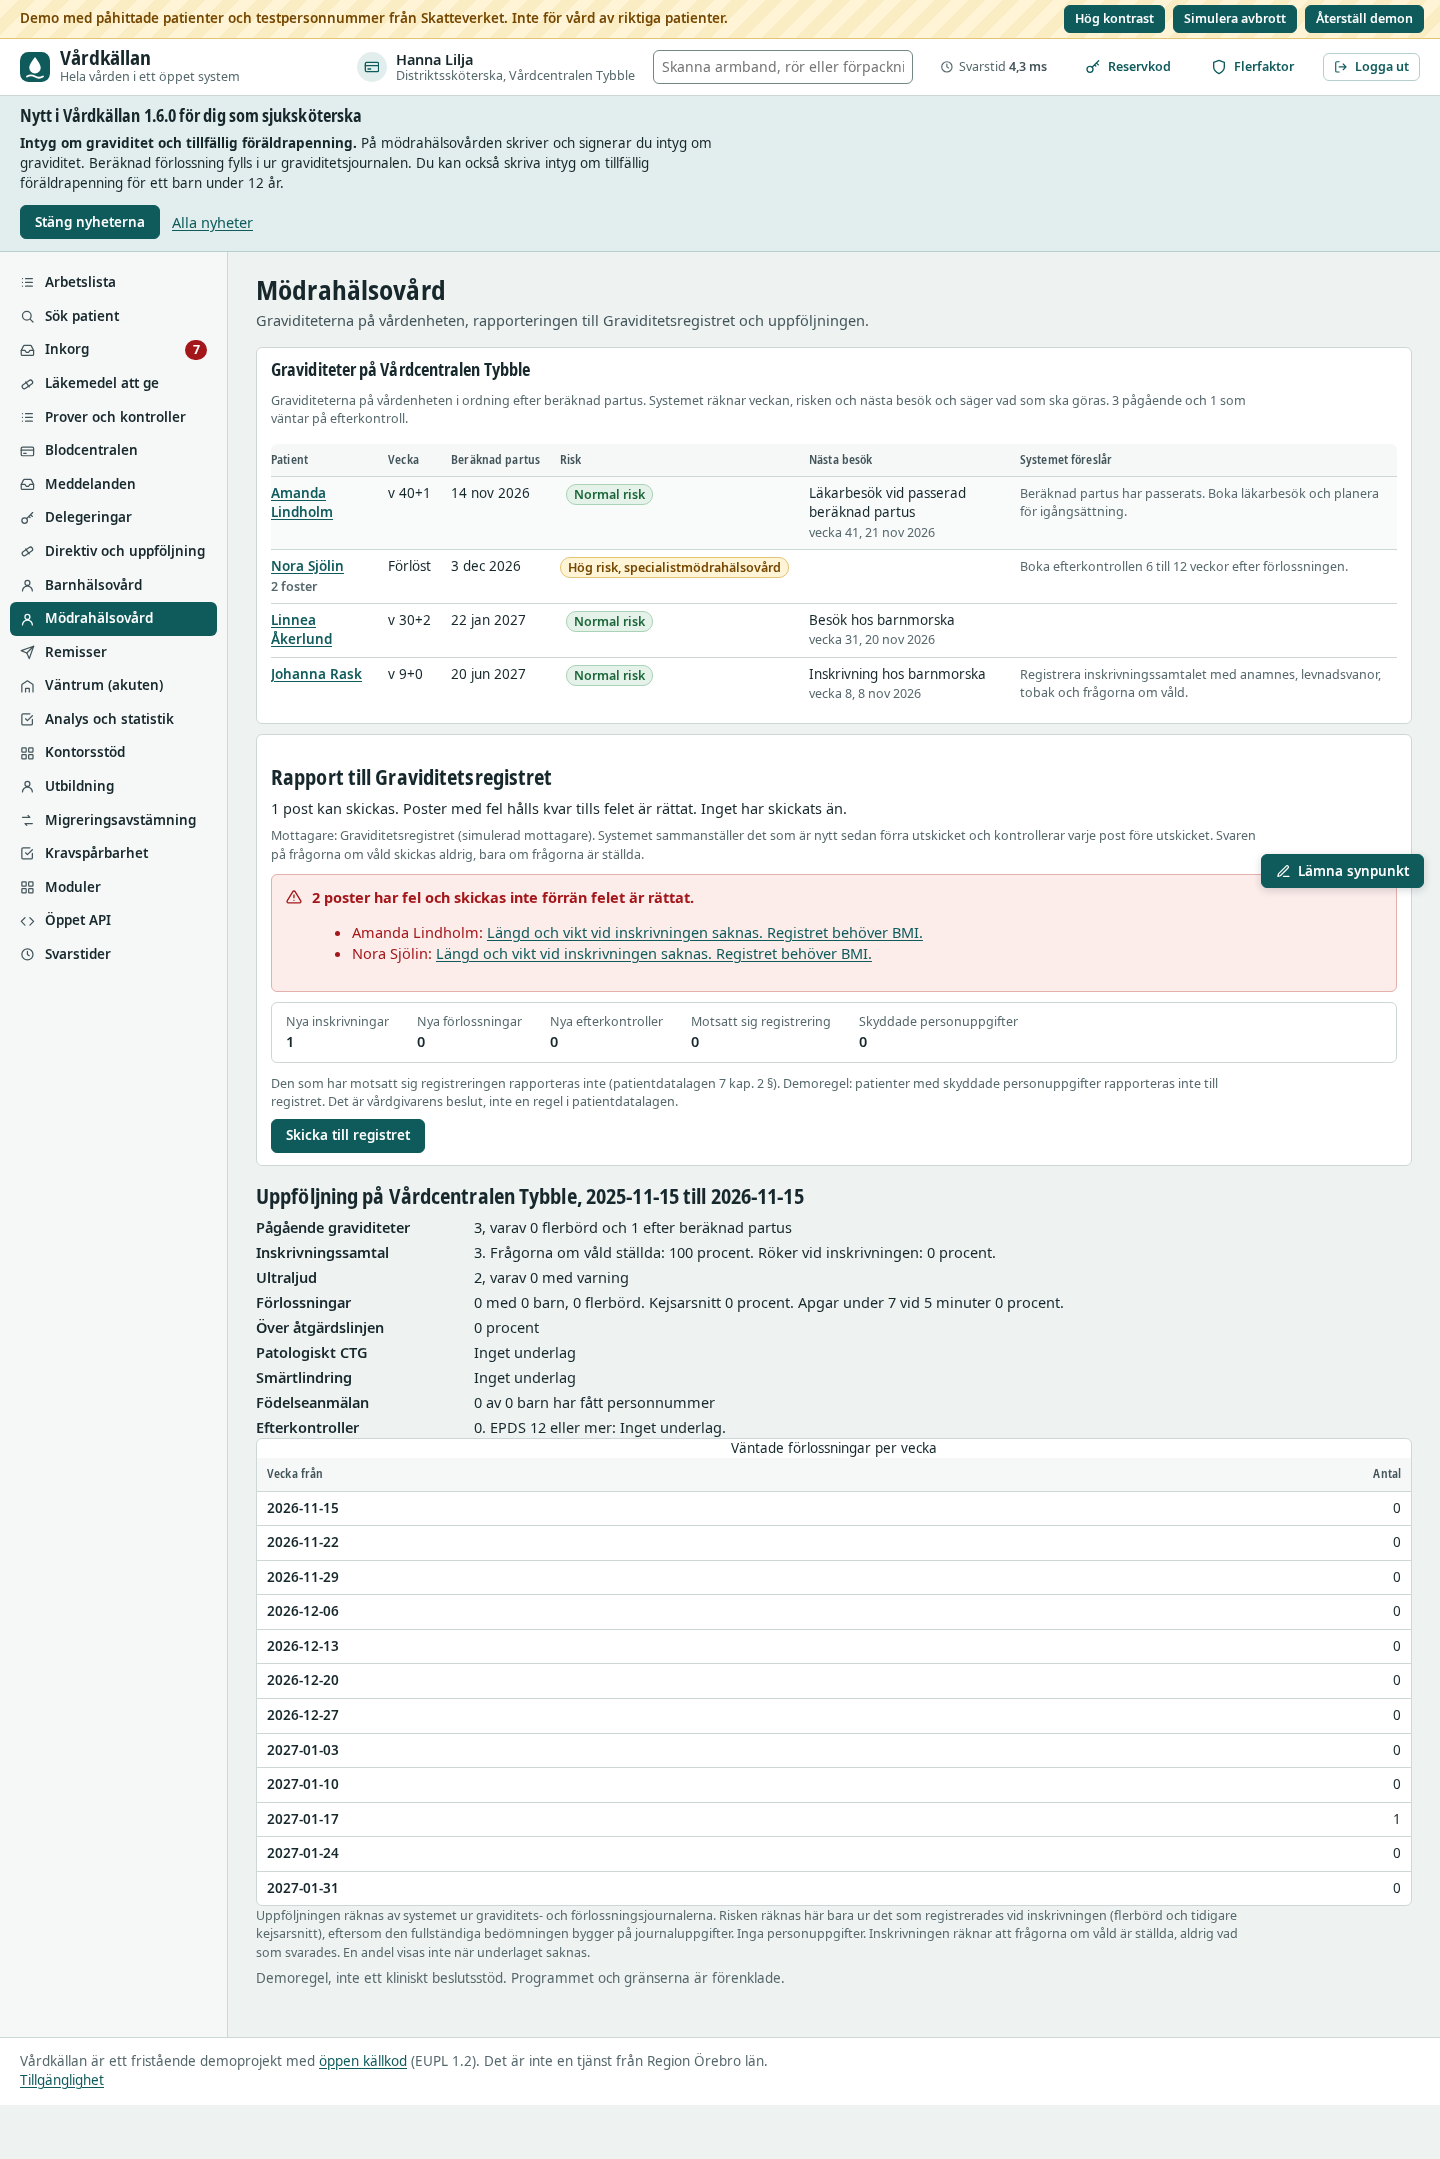 Demo med påhittade patienter och testpersonnummer från Skatteverket. Inte för vård av riktiga patienter.
Hög kontrast
Simulera avbrott
Återställ demon
Vårdkällan
Hela vården i ett öppet system
Hanna Lilja
Distriktssköterska, Vårdcentralen Tybble
Skanna armband, rör eller förpackni
Svarstid 4,3 ms
Reservkod
Flerfaktor
Logga ut
Nytt i Vårdkällan 1.6.0 för dig som sjuksköterska
Intyg om graviditet och tillfällig föräldrapenning. På mödrahälsovården skriver och signerar du intyg om
graviditet. Beräknad förlossning fylls i ur graviditetsjournalen. Du kan också skriva intyg om tillfällig
föräldrapenning för ett barn under 12 år.
Stäng nyheterna
Alla nyheter
Arbetslista
Sök patient
Inkorg 7
Läkemedel att ge
Prover och kontroller
Blodcentralen
Meddelanden
Delegeringar
Direktiv och uppföljning
Barnhälsovård
Mödrahälsovård
Remisser
Väntrum (akuten)
Analys och statistik
Kontorsstöd
Utbildning
Migreringsavstämning
Kravspårbarhet
Moduler
Öppet API
Svarstider
Mödrahälsovård
Graviditeterna på vårdenheten, rapporteringen till Graviditetsregistret och uppföljningen.
Graviditeter på Vårdcentralen Tybble
Graviditeterna på vårdenheten i ordning efter beräknad partus. Systemet räknar veckan, risken och nästa besök och säger vad som ska göras. 3 pågående och 1 som
väntar på efterkontroll.
Patient Vecka Beräknad partus Risk Nästa besök Systemet föreslår
Amanda Lindholm v 40+1 14 nov 2026 Normal risk Läkarbesök vid passerad beräknad partus vecka 41, 21 nov 2026 Beräknad partus har passerats. Boka läkarbesök och planera för igångsättning.
Nora Sjölin 2 foster Förlöst 3 dec 2026 Hög risk, specialistmödrahälsovård Boka efterkontrollen 6 till 12 veckor efter förlossningen.
Linnea Åkerlund v 30+2 22 jan 2027 Normal risk Besök hos barnmorska vecka 31, 20 nov 2026
Johanna Rask v 9+0 20 jun 2027 Normal risk Inskrivning hos barnmorska vecka 8, 8 nov 2026 Registrera inskrivningssamtalet med anamnes, levnadsvanor, tobak och frågorna om våld.
Rapport till Graviditetsregistret
1 post kan skickas. Poster med fel hålls kvar tills felet är rättat. Inget har skickats än.
Mottagare: Graviditetsregistret (simulerad mottagare). Systemet sammanställer det som är nytt sedan förra utskicket och kontrollerar varje post före utskicket. Svaren
på frågorna om våld skickas aldrig, bara om frågorna är ställda.
Lämna synpunkt
2 poster har fel och skickas inte förrän felet är rättat.
Amanda Lindholm: Längd och vikt vid inskrivningen saknas. Registret behöver BMI.
Nora Sjölin: Längd och vikt vid inskrivningen saknas. Registret behöver BMI.
Nya inskrivningar 1
Nya förlossningar 0
Nya efterkontroller 0
Motsatt sig registrering 0
Skyddade personuppgifter 0
Den som har motsatt sig registreringen rapporteras inte (patientdatalagen 7 kap. 2 §). Demoregel: patienter med skyddade personuppgifter rapporteras inte till
registret. Det är vårdgivarens beslut, inte en regel i patientdatalagen.
Skicka till registret
Uppföljning på Vårdcentralen Tybble, 2025-11-15 till 2026-11-15
Pågående graviditeter 3, varav 0 flerbörd och 1 efter beräknad partus
Inskrivningssamtal 3. Frågorna om våld ställda: 100 procent. Röker vid inskrivningen: 0 procent.
Ultraljud 2, varav 0 med varning
Förlossningar 0 med 0 barn, 0 flerbörd. Kejsarsnitt 0 procent. Apgar under 7 vid 5 minuter 0 procent.
Över åtgärdslinjen 0 procent
Patologiskt CTG Inget underlag
Smärtlindring Inget underlag
Födelseanmälan 0 av 0 barn har fått personnummer
Efterkontroller 0. EPDS 12 eller mer: Inget underlag.
Väntade förlossningar per vecka
Vecka från Antal
2026-11-15 0
2026-11-22 0
2026-11-29 0
2026-12-06 0
2026-12-13 0
2026-12-20 0
2026-12-27 0
2027-01-03 0
2027-01-10 0
2027-01-17 1
2027-01-24 0
2027-01-31 0
Uppföljningen räknas av systemet ur graviditets- och förlossningsjournalerna. Risken räknas här bara ur det som registrerades vid inskrivningen (flerbörd och tidigare
kejsarsnitt), eftersom den fullständiga bedömningen bygger på journaluppgifter. Inga personuppgifter. Inskrivningen räknar att frågorna om våld är ställda, aldrig vad
som svarades. En andel visas inte när underlaget saknas.
Demoregel, inte ett kliniskt beslutsstöd. Programmet och gränserna är förenklade.
Vårdkällan är ett fristående demoprojekt med öppen källkod (EUPL 1.2). Det är inte en tjänst från Region Örebro län.
Tillgänglighet